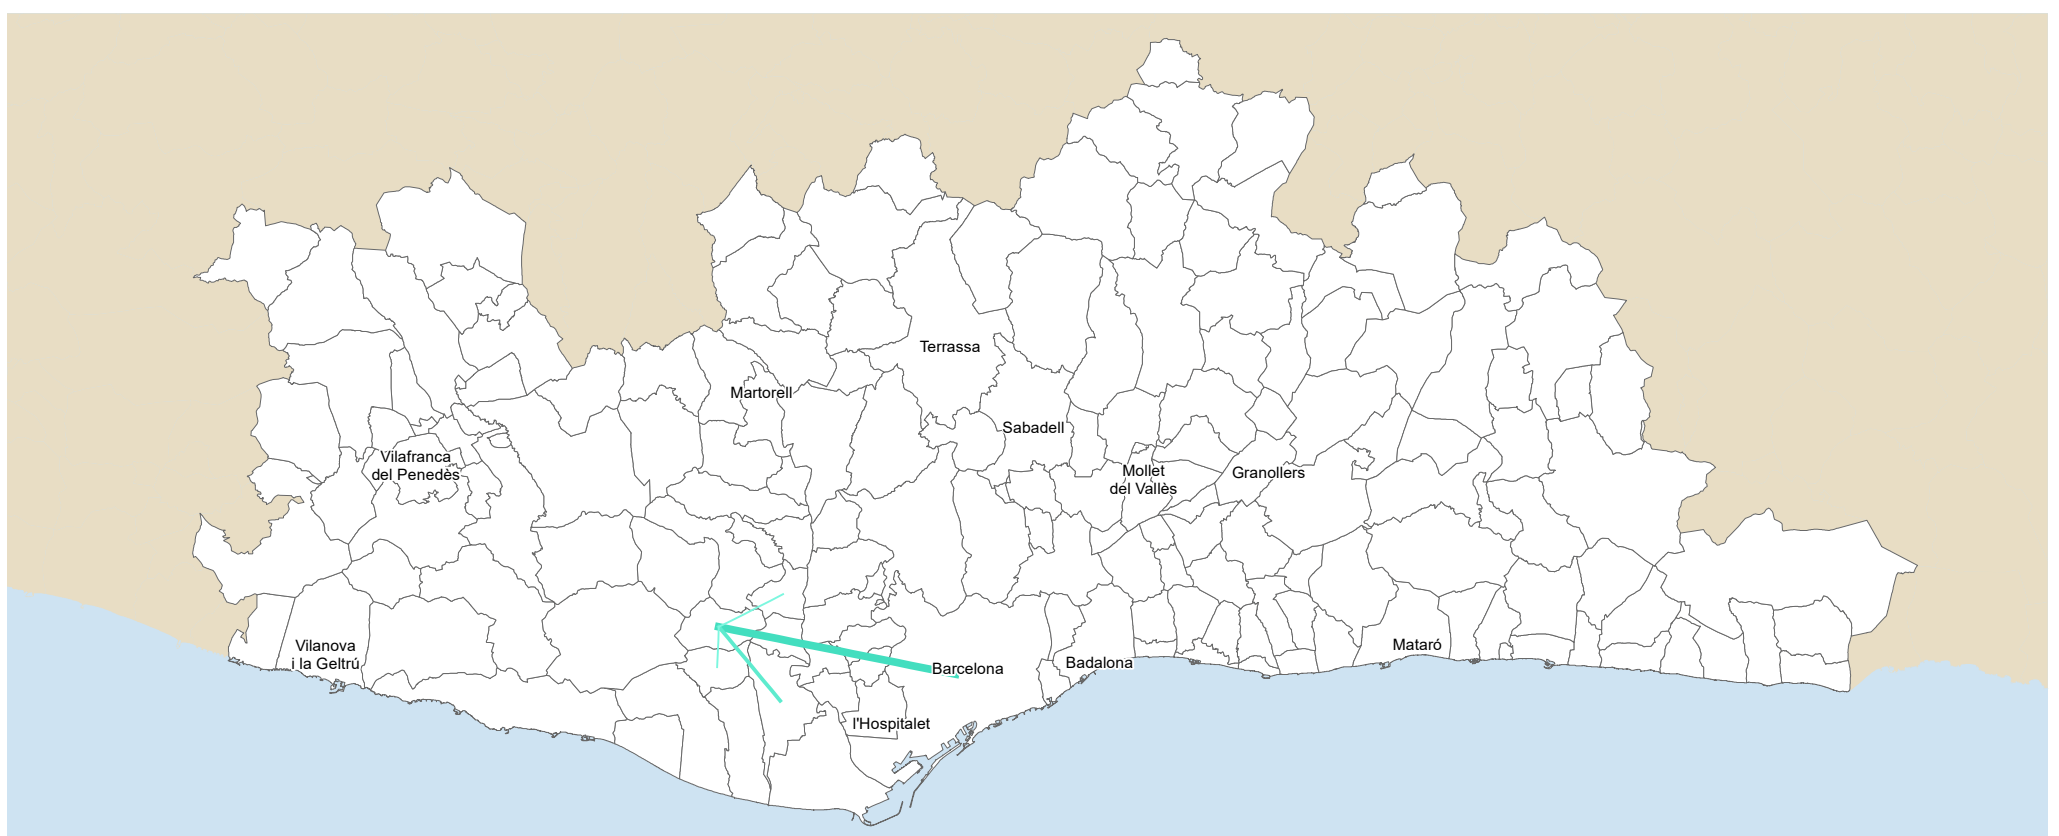 Terrassa
Martorell
Sabadell
Vilafranca
del Penedès
Mollet
del Vallès
Granollers
Vilanova
i la Geltrú
Barcelona
Badalona
Mataró
l'Hospitalet